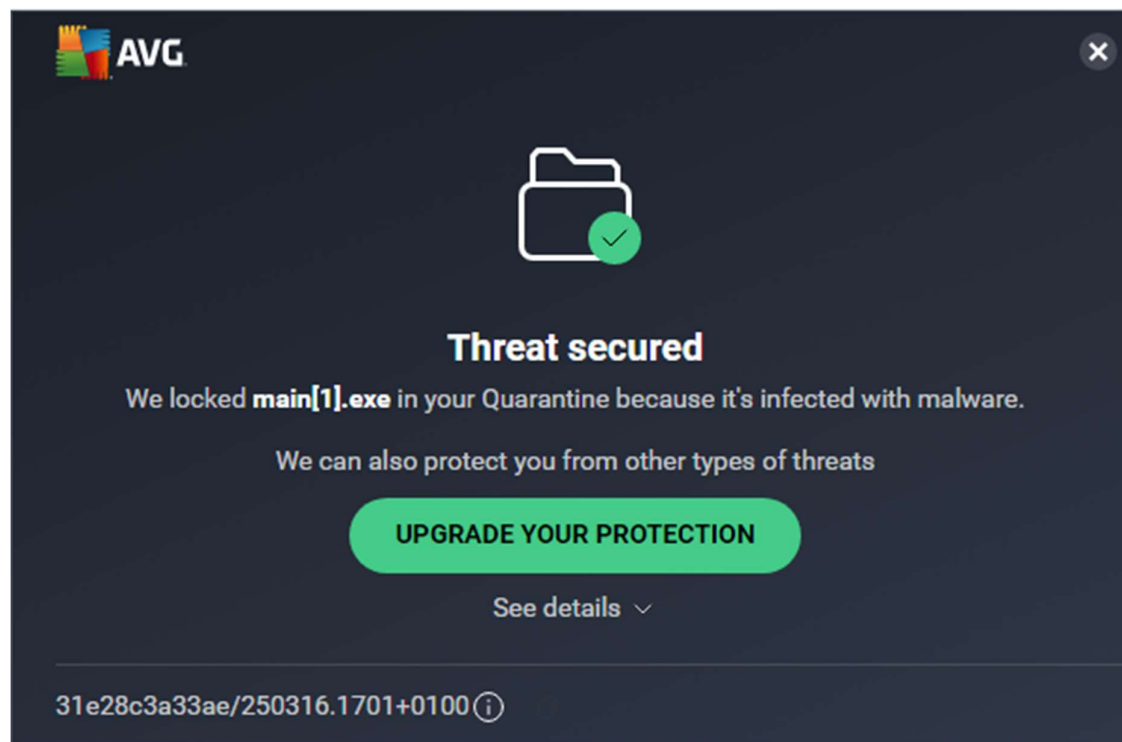 AVG
Threat secured
We locked main[1].exe in your Quarantine because it's infected with malware.
We can also protect you from other types of threats
UPGRADE YOUR PROTECTION
See details
31e28c3a33ae/250316.1701+0100